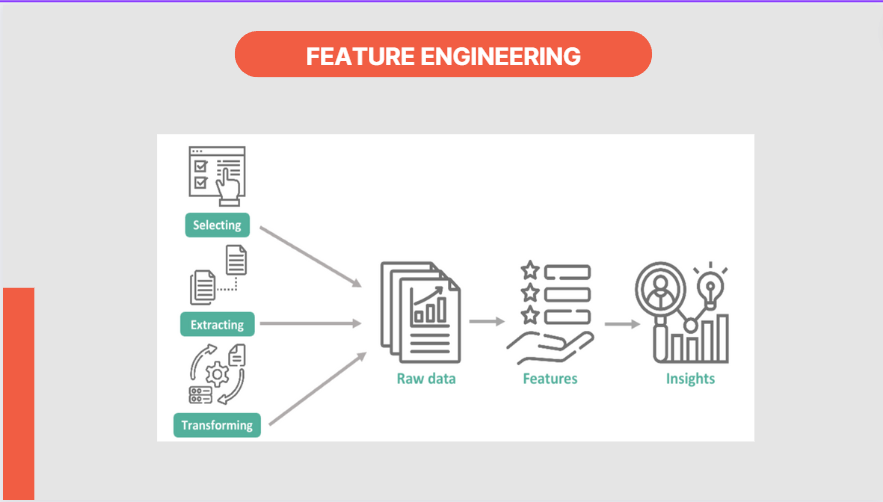 FEATURE ENGINEERING
Selecting
Extracting
Transforming
Raw data
Features
Insights